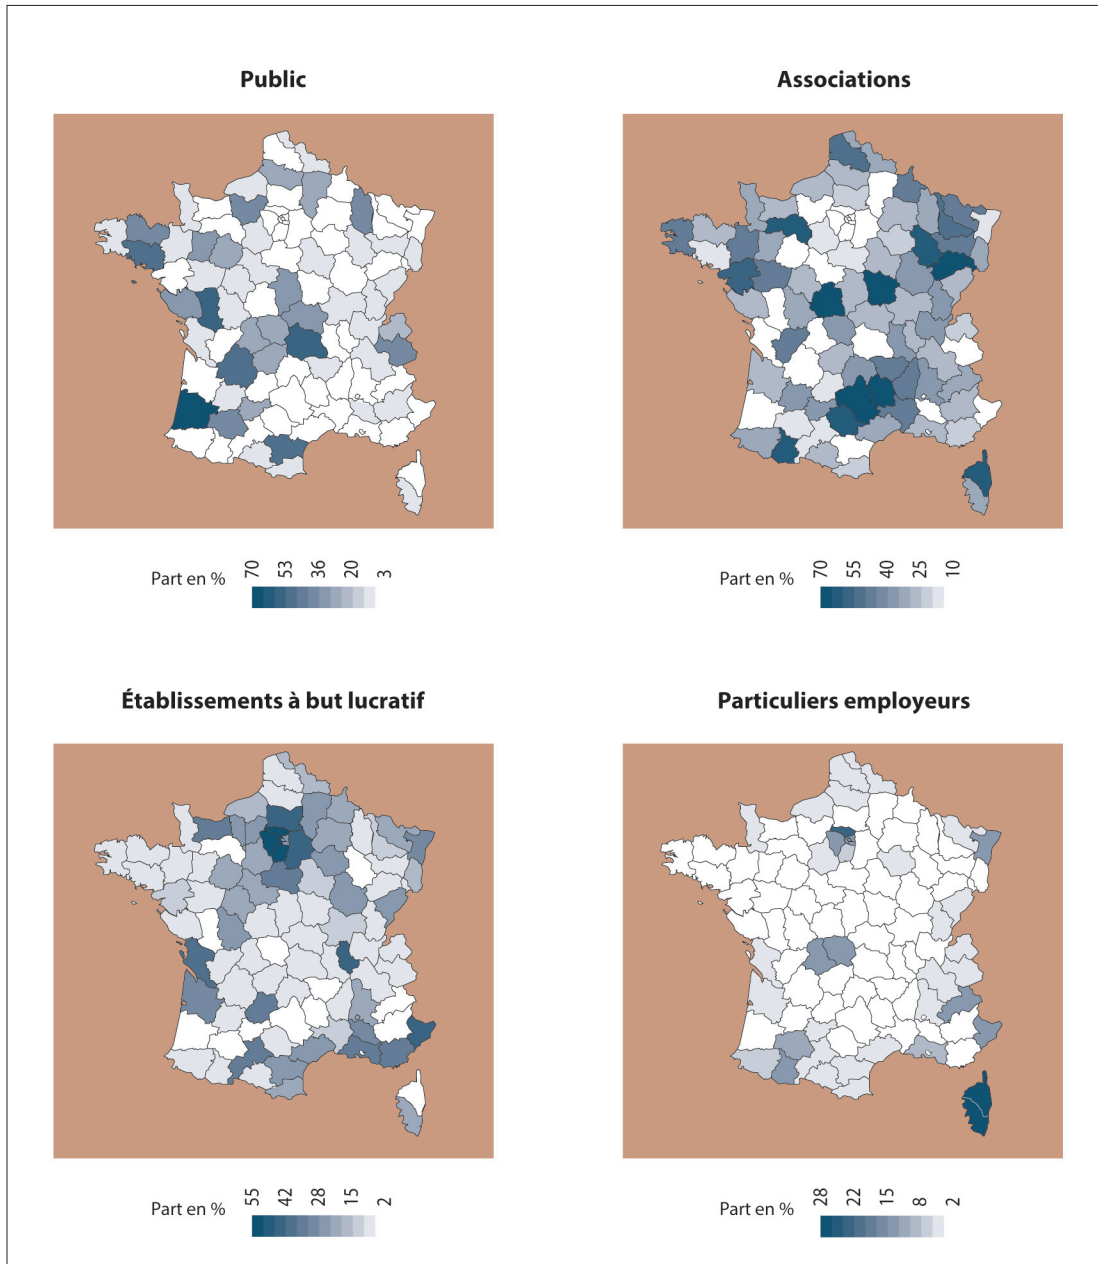 Public
Associations
Part en % 70 53 36 20 3
Part en % 70 55 40 25 10
Établissements à but lucratif
Particuliers employeurs
Part en % 55 42 28 15 2
Part en % 28 22 15 8 2